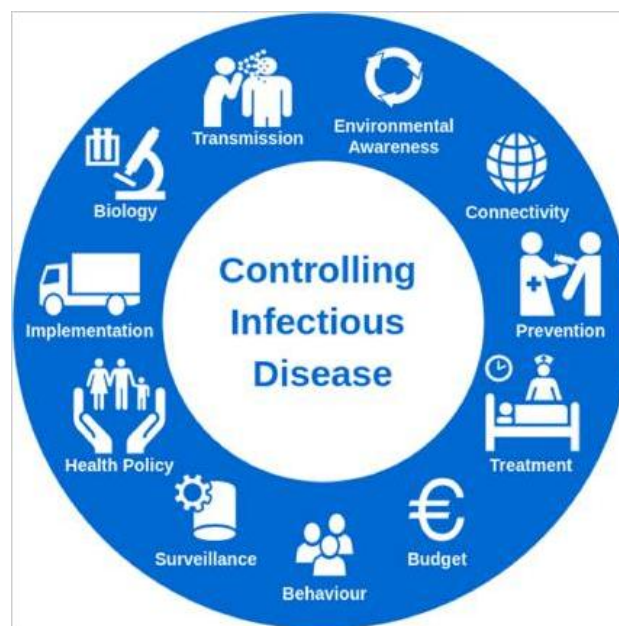 Controlling
Infectious
Disease
Transmission
Environmental
Awareness
Connectivity
Prevention
Treatment
Budget
Behaviour
Surveillance
Health Policy
Implementation
Biology